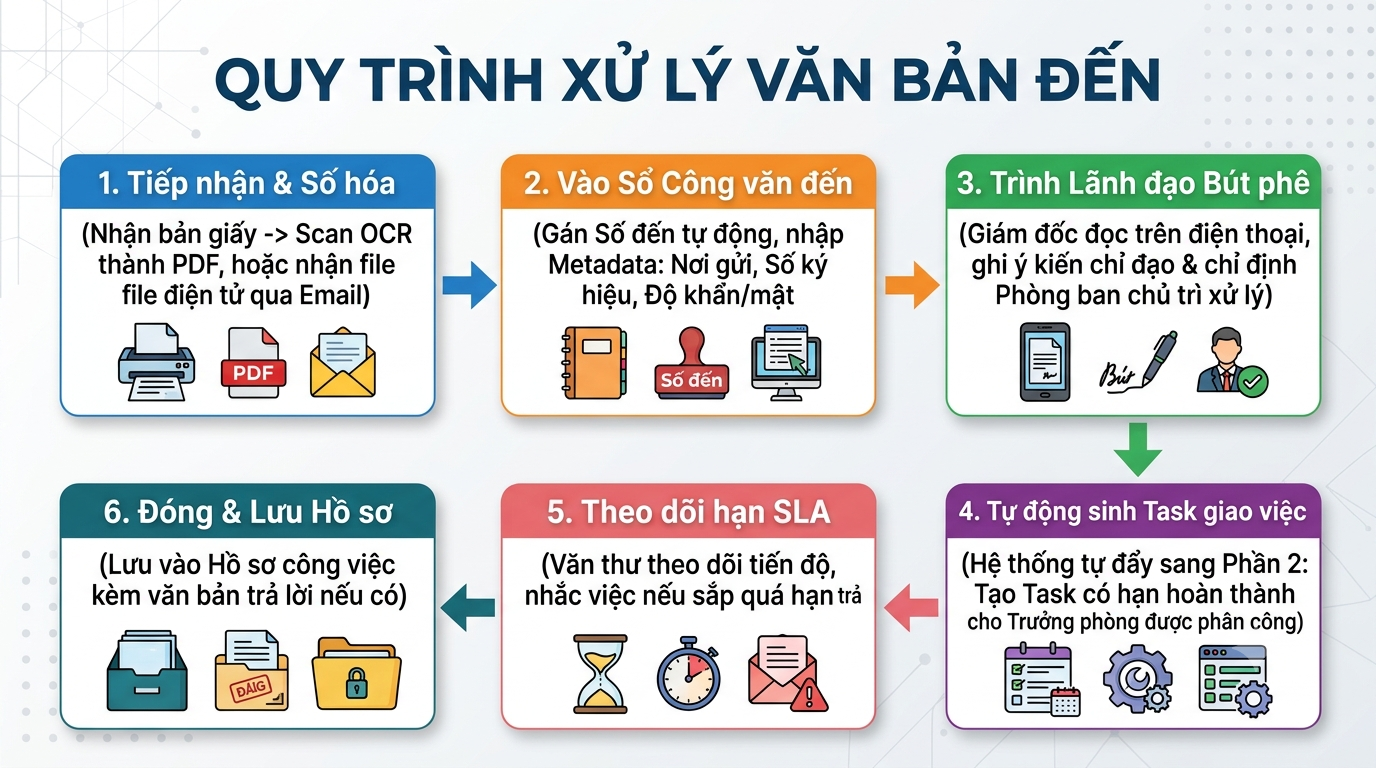 QUY TRÌNH XỬ LÝ VĂN BẢN ĐẾN
1. Tiếp nhận & Số hóa
(Nhận bản giấy -> Scan OCR
thành PDF, hoặc nhận file
file điện tử qua Email)
PDF
2. Vào Sổ Công văn đến
(Gán Số đến tự động, nhập
Metadata: Nơi gửi, Số ký
hiệu, Độ khẩn/mật
Số đến
3. Trình Lãnh đạo Bút phê
(Giám đốc đọc trên điện thoại,
ghi ý kiến chỉ đạo & chỉ định
Phòng ban chủ trì xử lý)
Bút
4. Tự động sinh Task giao việc
(Hệ thống tự đẩy sang Phần 2:
Tạo Task có hạn hoàn thành
cho Trưởng phòng được phân công)
5. Theo dõi hạn SLA
(Văn thư theo dõi tiến độ,
nhắc việc nếu sắp quá hạn trả
6. Đóng & Lưu Hồ sơ
(Lưu vào Hồ sơ công việc
kèm văn bản trả lời nếu có)